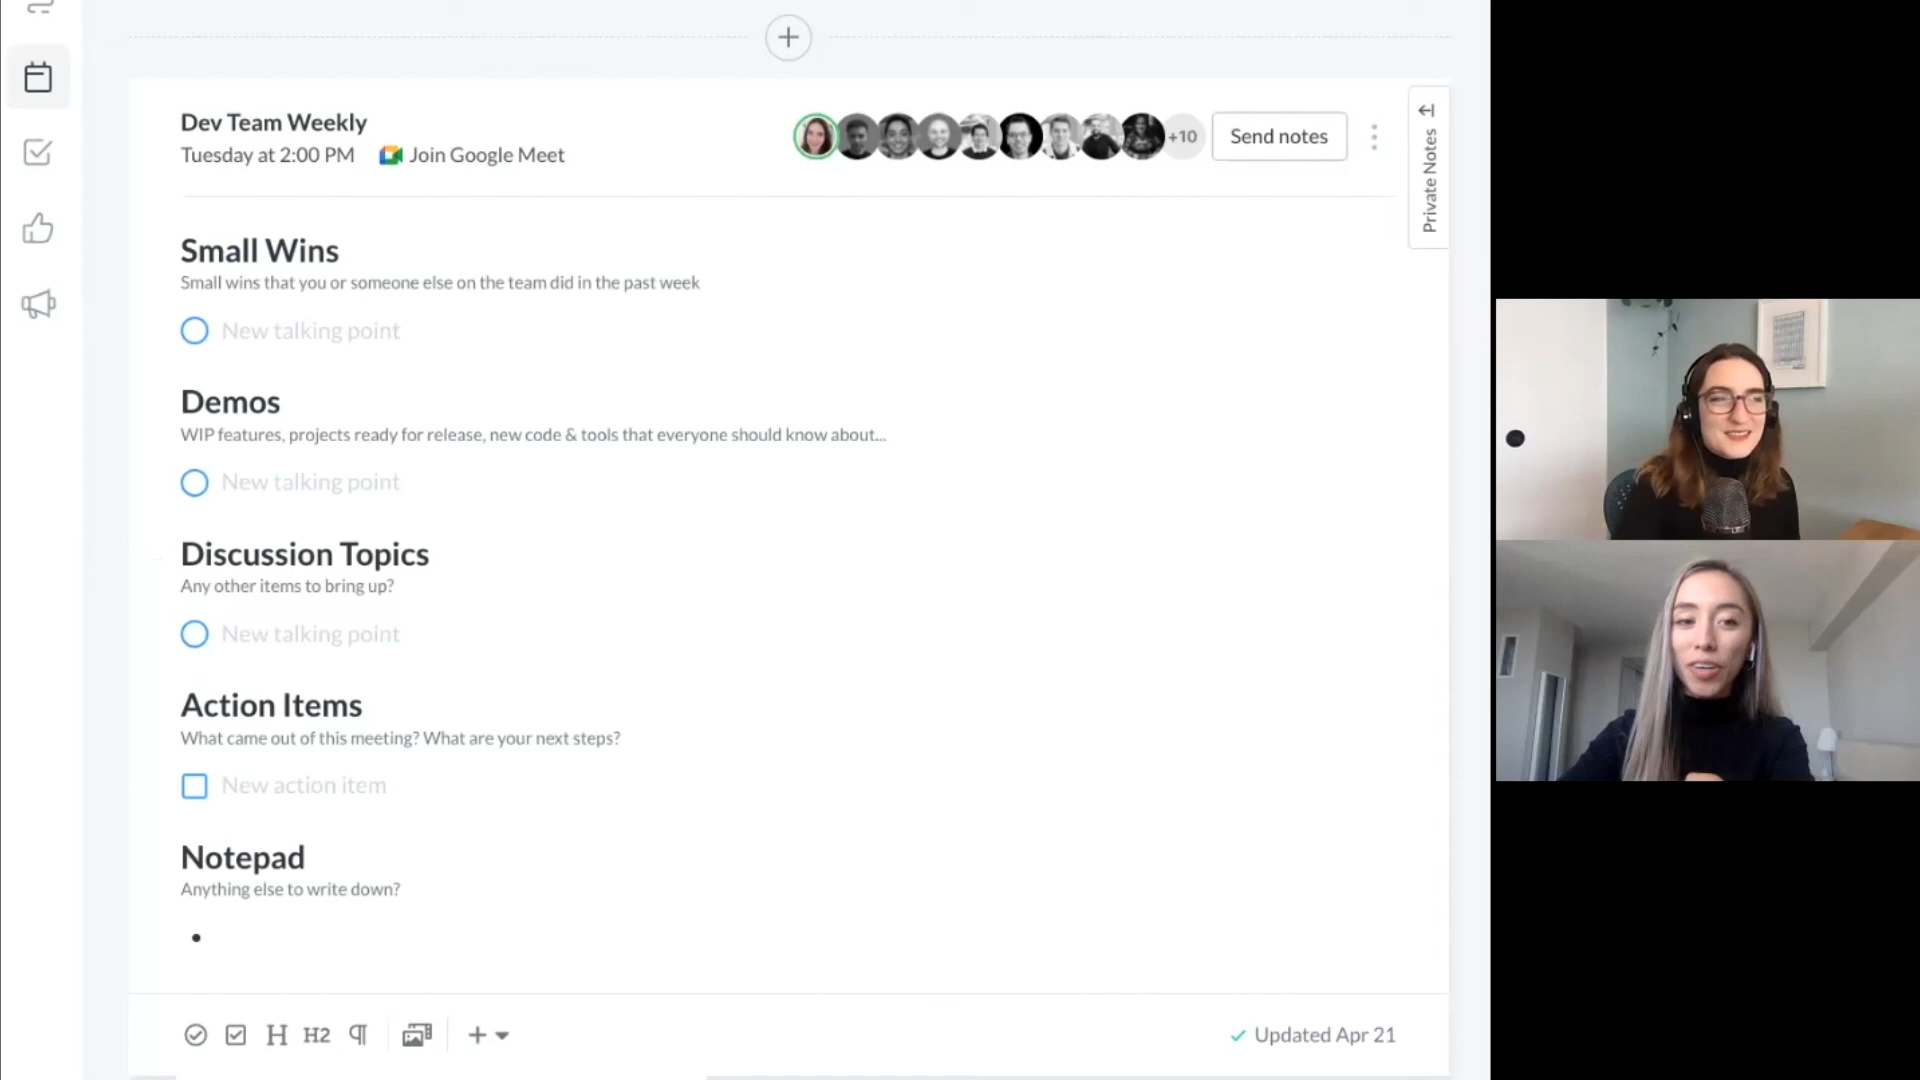 Dev Team Weekly
Tuesday at 2:00 PM Join Google Meet
+10
Send notes
Private Notes
Small Wins
Small wins that you or someone else on the team did in the past week
New talking point
Demos
WIP features, projects ready for release, new code & tools that everyone should know about...
New talking point
Discussion Topics
Any other items to bring up?
New talking point
Action Items
What came out of this meeting? What are your next steps?
New action item
Notepad
Anything else to write down?
H H2
Updated Apr 21